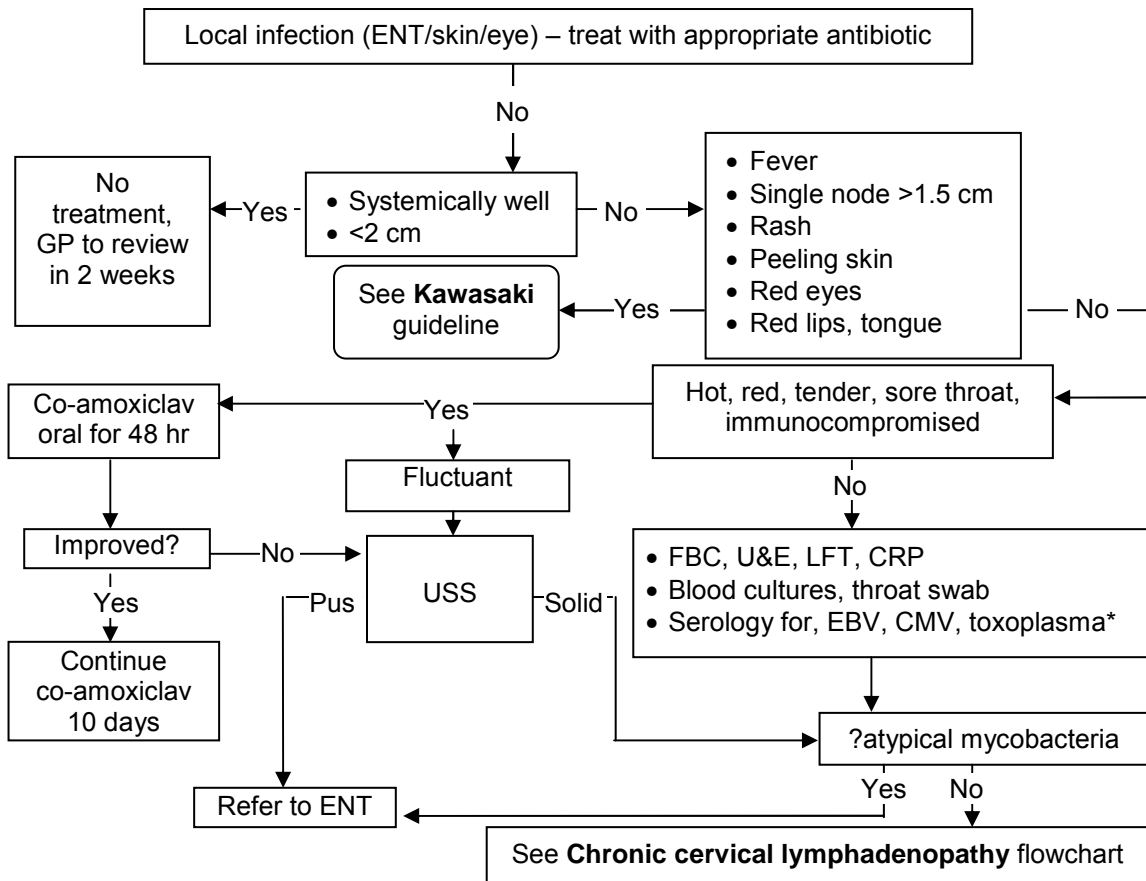 Local infection (ENT/skin/eye) – treat with appropriate antibiotic
No
No
treatment,
GP to review
in 2 weeks
Yes
• Systemically well
• <2 cm
No
• Fever
• Single node >1.5 cm
• Rash
• Peeling skin
• Red eyes
• Red lips, tongue
See Kawasaki
guideline
Yes
No
Co-amoxiclav
oral for 48 hr
Yes
Hot, red, tender, sore throat,
immunocompromised
Fluctuant
No
Improved?
No
USS
• FBC, U&E, LFT, CRP
• Blood cultures, throat swab
• Serology for, EBV, CMV, toxoplasma*
Yes
Pus
Solid
Continue
co-amoxiclav
10 days
?atypical mycobacteria
Yes
No
Refer to ENT
See Chronic cervical lymphadenopathy flowchart